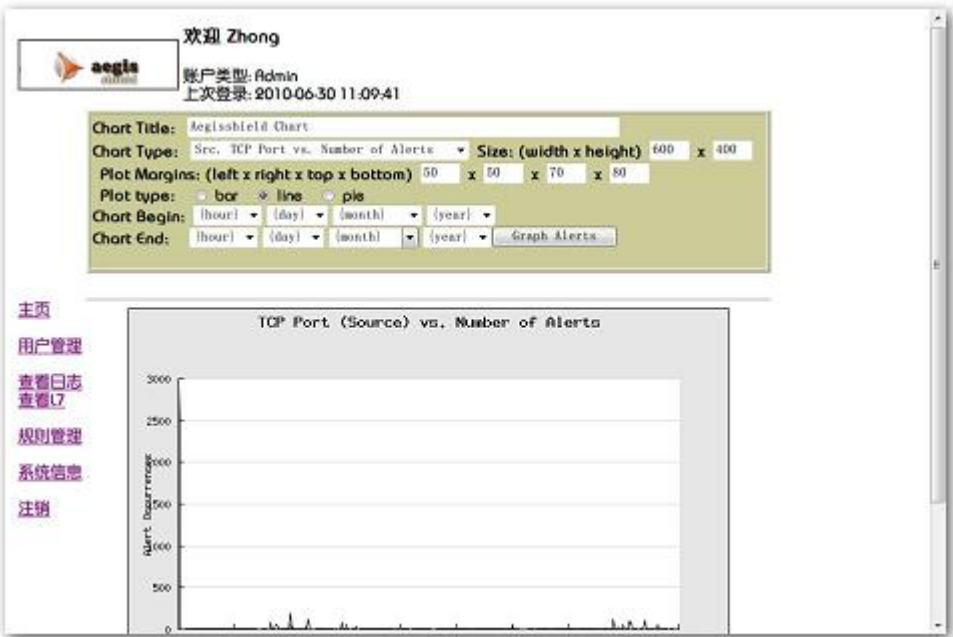 aegis
欢迎 Zhong
账户类型: Admin
上次登录: 2010-06-30 11:09:41
Chart Title: Aegisshield Chart
Chart Type: Src. TCP Port vs. Number of Alerts Size: (width x height) 600 x 400
Plot Margins: (left x right x top x bottom) 50 x 50 x 70 x 80
Plot type: bar line pie
Chart Begin: {hour} {day} {month} {year}
Chart End: {hour} {day} {month} {year} Graph Alerts
主页
用户管理
查看日志
查看L7
规则管理
系统信息
注销
TCP Port (Source) vs. Number of Alerts
Alert Occurrences
3000
2500
2000
1500
1000
500
0